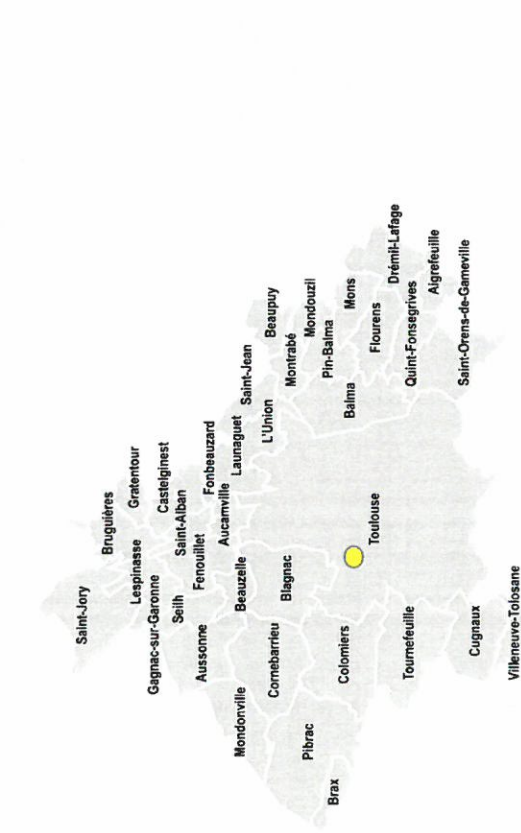 Saint-Jory
Bruguières
Lespinasse
Gratentour
Gagnac-sur-Garonne
Castelginest
Saint-Alban
Seilh
Fenouillet
Fonbeauzard
Aussonne
Aucamville
Launaguet
Mondonville
Beauzelle
Saint-Jean
Cornebarrieu
Blagnac
L'Union
Beaupuy
Montrabé
Mondouzil
Pibrac
Pin-Balma
Brax
Colomiers
Toulouse
Balma
Mons
Flourens
Drémil-Lafage
Tournefeuille
Quint-Fonsegrives
Aigrefeuille
Cugnaux
Saint-Orens-de-Gameville
Villeneuve-Tolosane